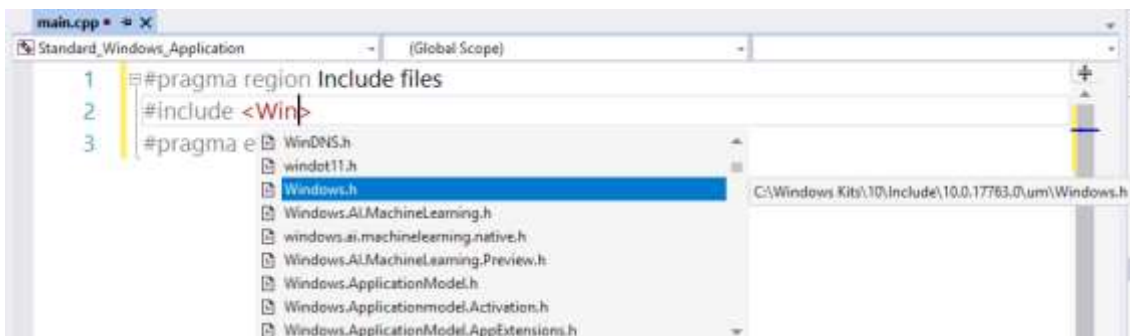 main.cpp
Standard_Windows_Application (Global Scope)
1 #pragma region Include files
2 #include <Win>
3 #pragma e
WinDNS.h
windot11.h
Windows.h C:\Windows Kits\10\Include\10.0.17763.0\um\Windows.h
Windows.AI.MachineLearning.h
windows.ai.machinelearning.native.h
Windows.AI.MachineLearning.Preview.h
Windows.ApplicationModel.h
Windows.Applicationmodel.Activation.h
Windows.ApplicationModel.AppExtensions.h